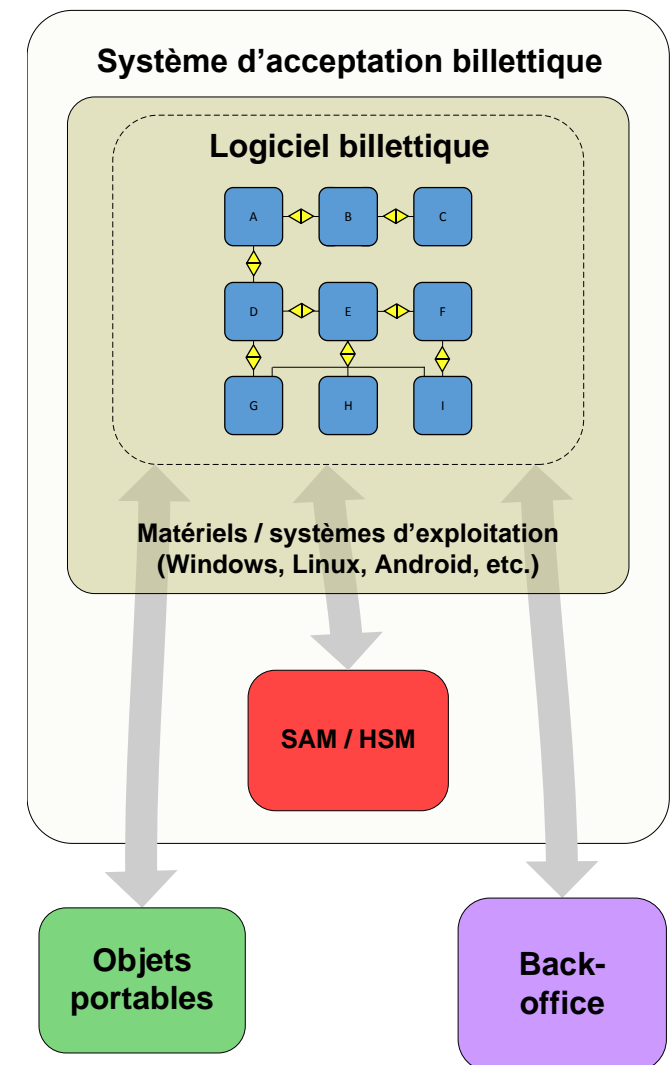 Système d'acceptation billettique
Logiciel billettique
A B C
D E F
G H I
Matériels / systèmes d'exploitation
(Windows, Linux, Android, etc.)
SAM / HSM
Objets
portables
Back-
office